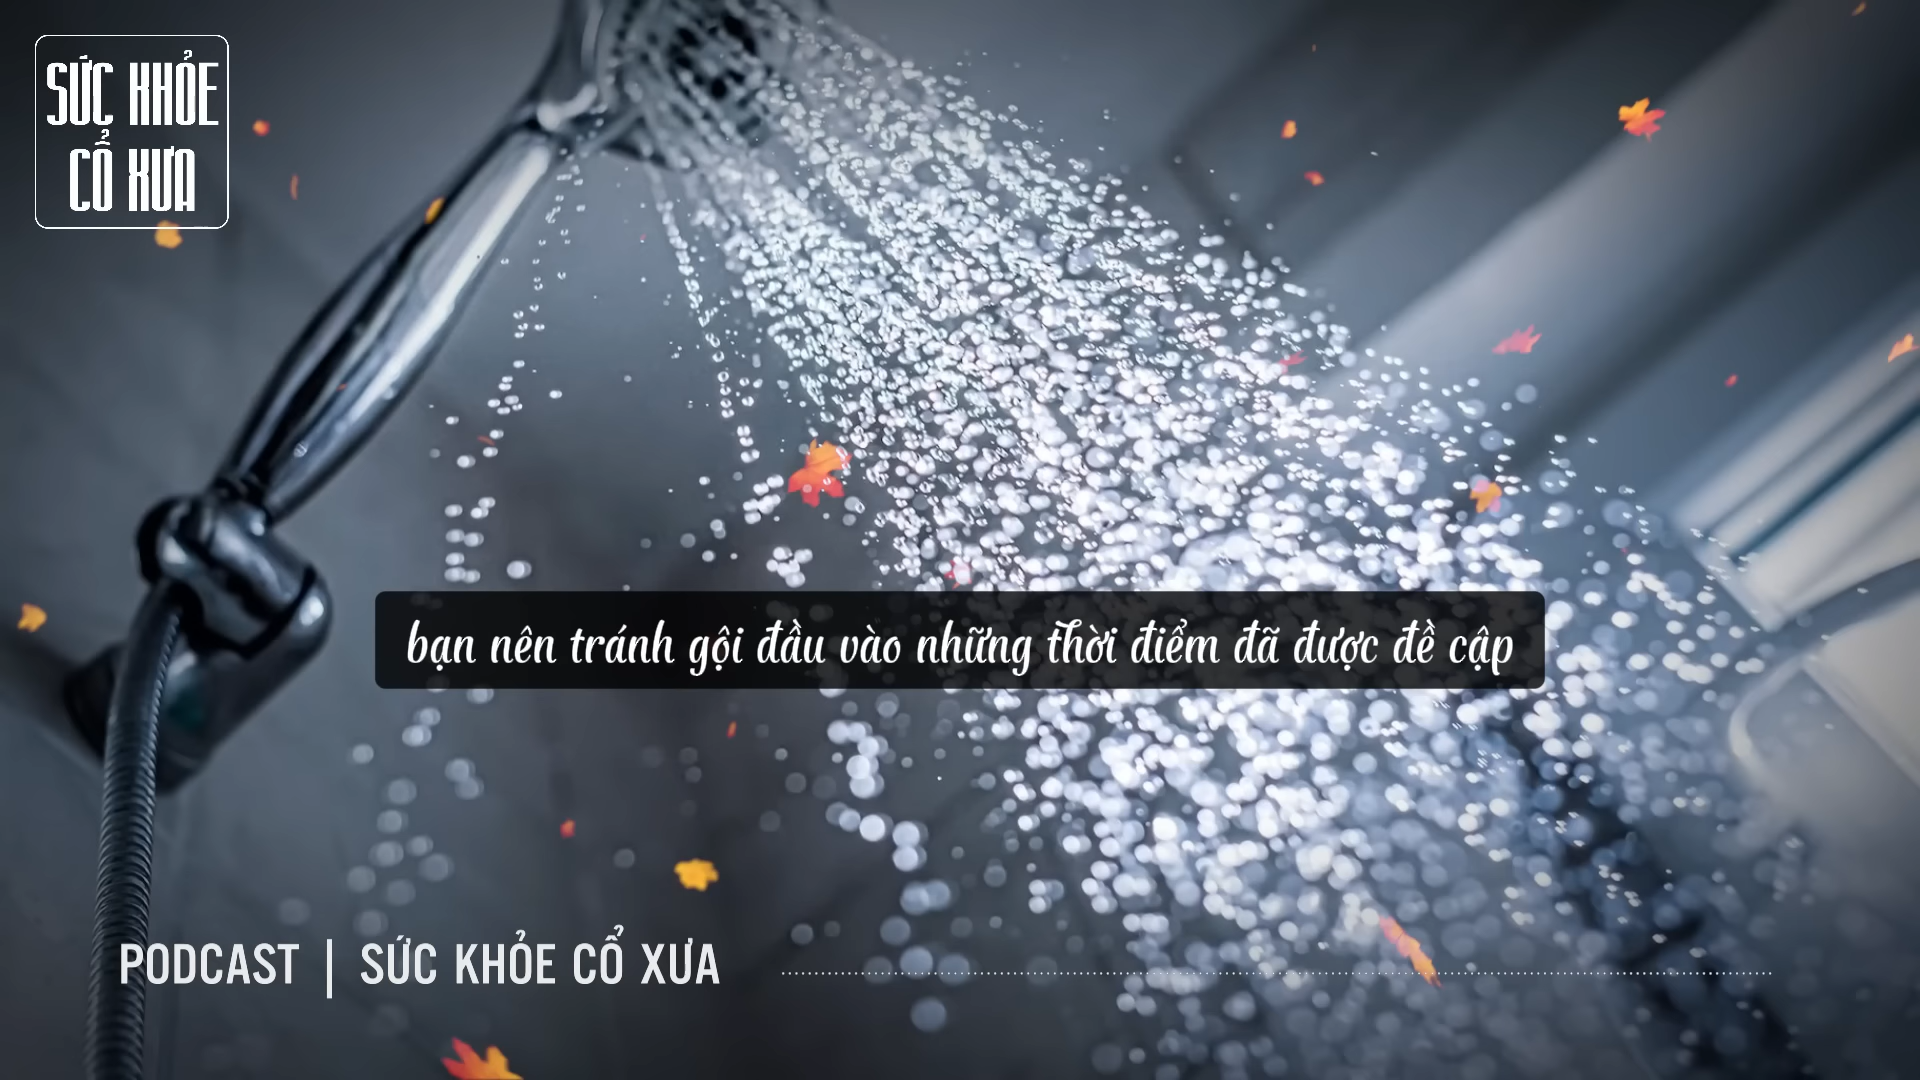 SỨC KHỎE
CỔ XƯA
bạn nên tránh gội đầu vào những thời điểm đã được đề cập
PODCAST | SỨC KHỎE CỔ XƯA